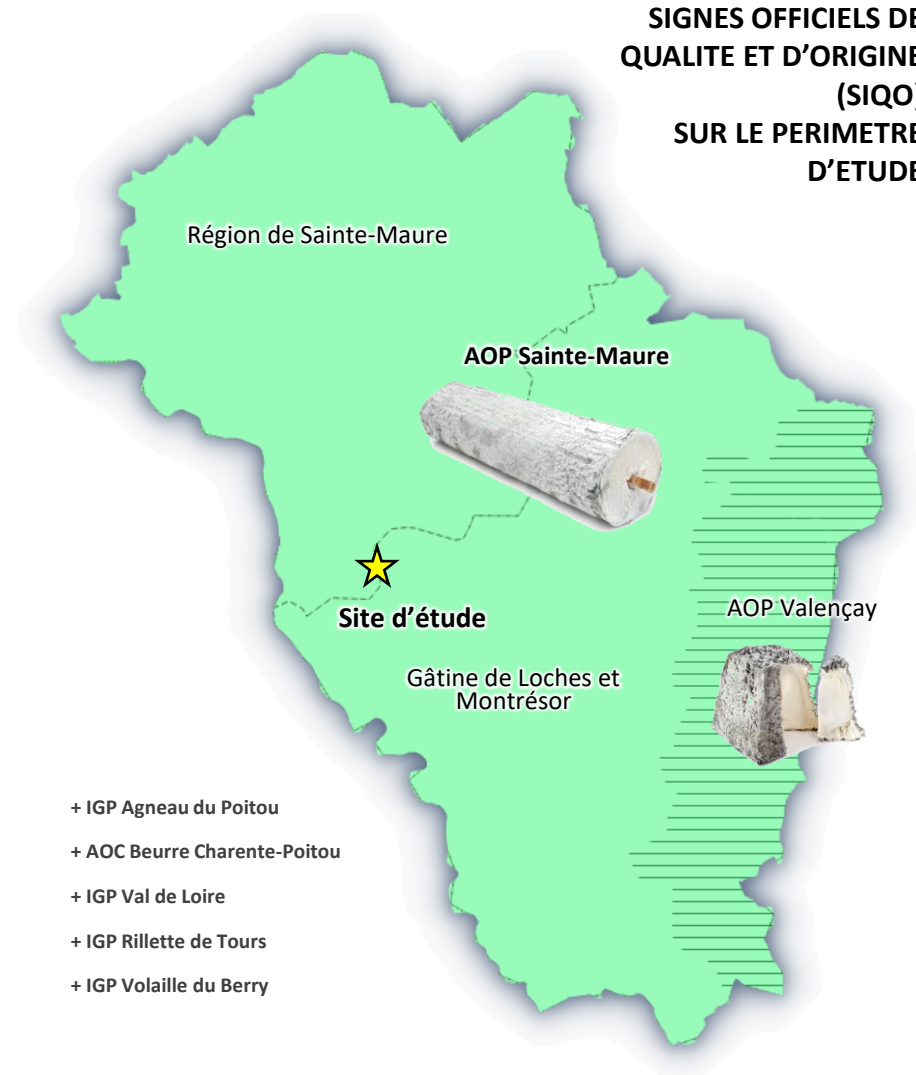 SIGNES OFFICIELS DE
QUALITE ET D'ORIGINE
(SIQO)
SUR LE PERIMETRE
D'ETUDE
Région de Sainte-Maure
AOP Sainte-Maure
Site d'étude
AOP Valençay
Gâtine de Loches et
Montrésor
+ IGP Agneau du Poitou
+ AOC Beurre Charente-Poitou
+ IGP Val de Loire
+ IGP Rillette de Tours
+ IGP Volaille du Berry